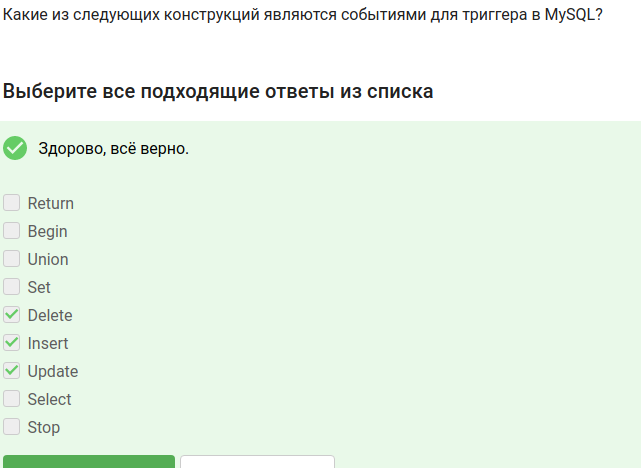 Какие из следующих конструкций являются событиями для триггера в MySQL?
Выберите все подходящие ответы из списка
Здорово, всё верно.
Return
Begin
Union
Set
Delete
Insert
Update
Select
Stop